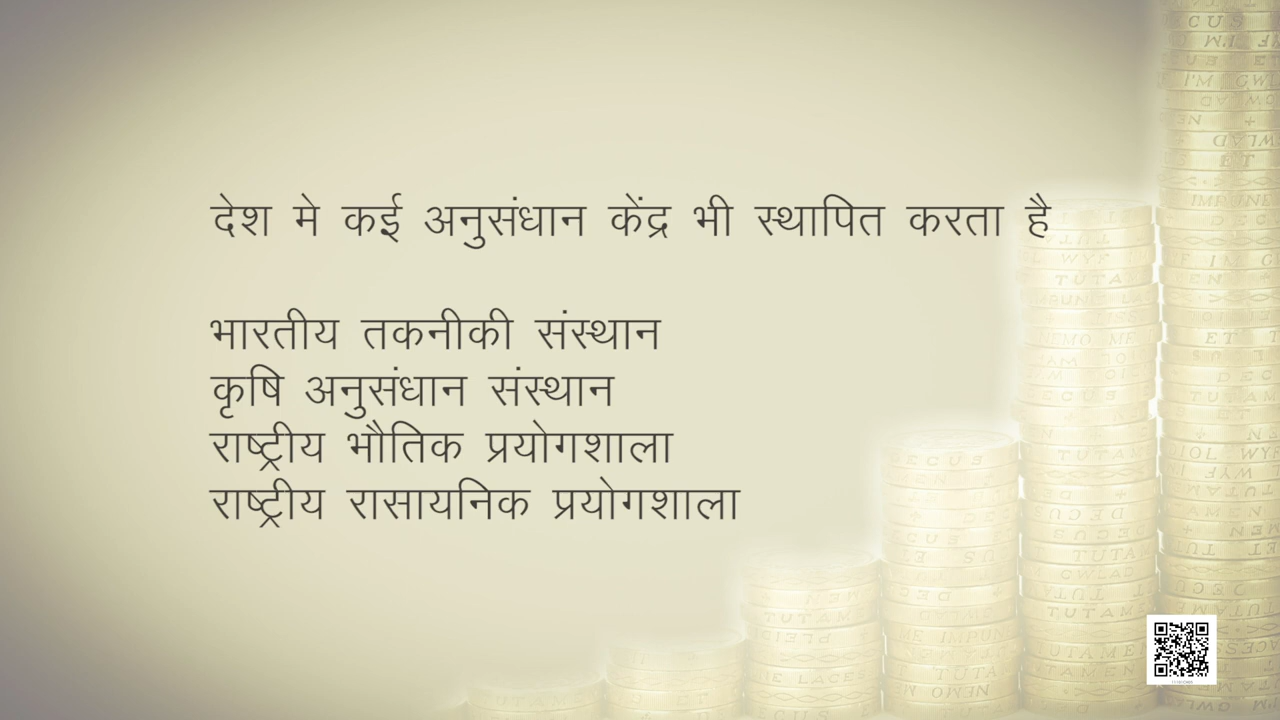 देश मे कई अनुसंधान केंद्र भी स्थापित करता है
भारतीय तकनीकी संस्थान
कृषि अनुसंधान संस्थान
राष्ट्रीय भौतिक प्रयोगशाला
राष्ट्रीय रासायनिक प्रयोगशाला